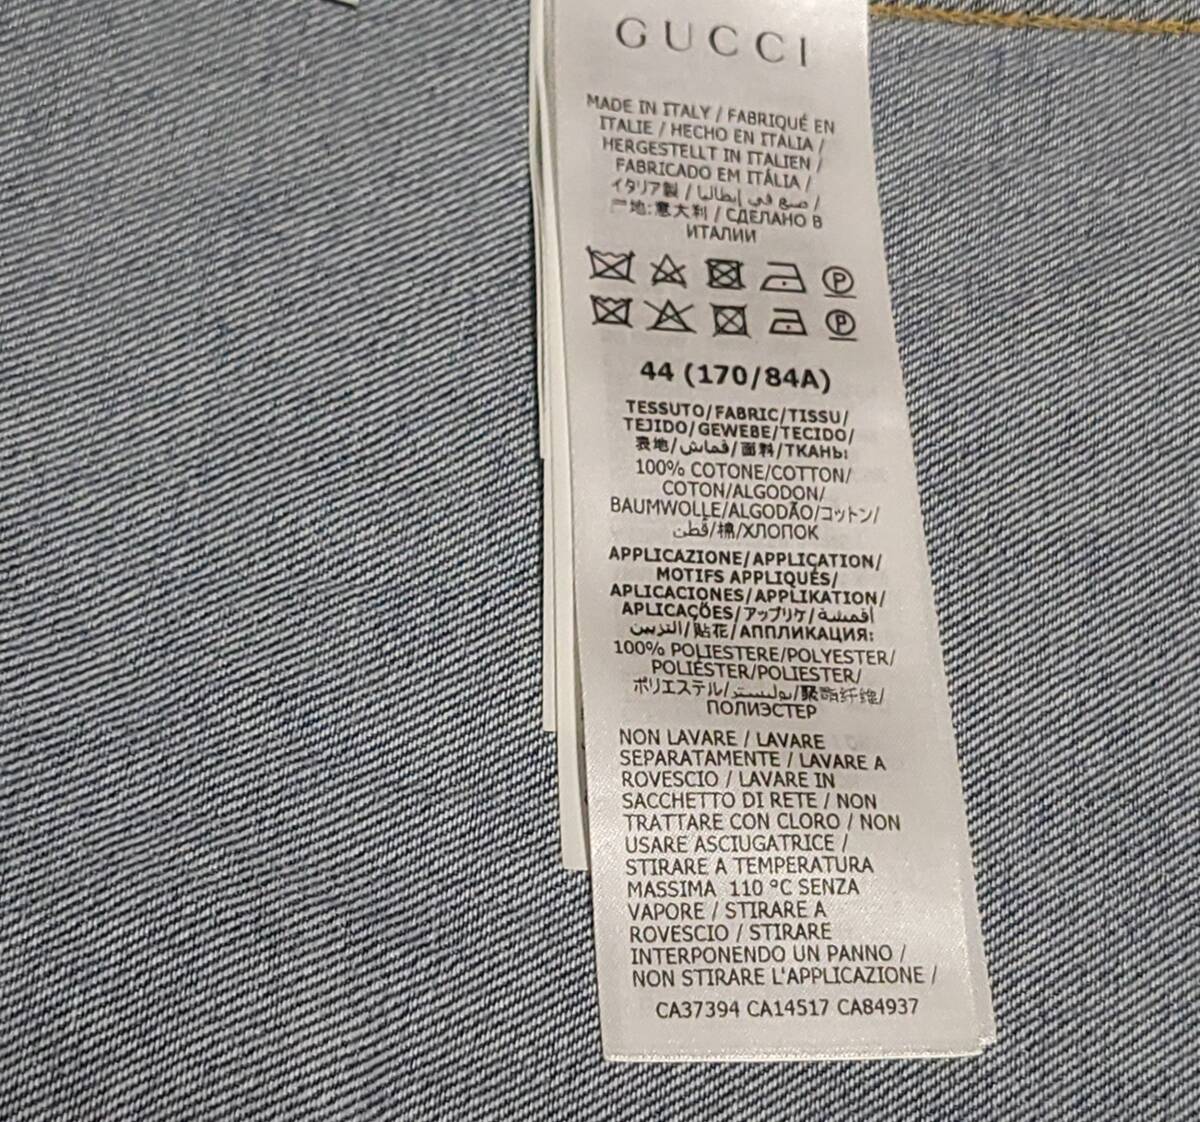 GUCCI
MADE IN ITALY / FABRIQUÉ EN
ITALIE / HECHO EN ITALIA /
HERGESTELLT IN ITALIEN /
FABRICADO EM ITÁLIA /
イタリア製 / صنع في إيطاليا /
产地:意大利 / СДЕЛАНО В
ИТАЛИИ
P
P
44 (170/84A)
TESSUTO/FABRIC/TISSU/
TEJIDO/GEWEBE/TECIDO/
表地/قماش/面料/ТКАНЬ:
100% COTONE/COTTON/
COTON/ALGODON/
BAUMWOLLE/ALGODÃO/コットン/
قطن/棉/ХЛОПОК
APPLICAZIONE/APPLICATION/
MOTIFS APPLIQUÉS/
APLICACIONES/APPLIKATION/
APLICAÇÕES/アップリケ/أقمشة
التزيين/贴花/АППЛИКАЦИЯ:
100% POLIESTERE/POLYESTER/
POLIÉSTER/POLIESTER/
ポリエステル/بوليستر/聚酯纤维/
ПОЛИЭСТЕР
NON LAVARE / LAVARE
SEPARATAMENTE / LAVARE A
ROVESCIO / LAVARE IN
SACCHETTO DI RETE / NON
TRATTARE CON CLORO / NON
USARE ASCIUGATRICE /
STIRARE A TEMPERATURA
MASSIMA 110 °C SENZA
VAPORE / STIRARE A
ROVESCIO / STIRARE
INTERPONENDO UN PANNO /
NON STIRARE L'APPLICAZIONE /
CA37394 CA14517 CA84937